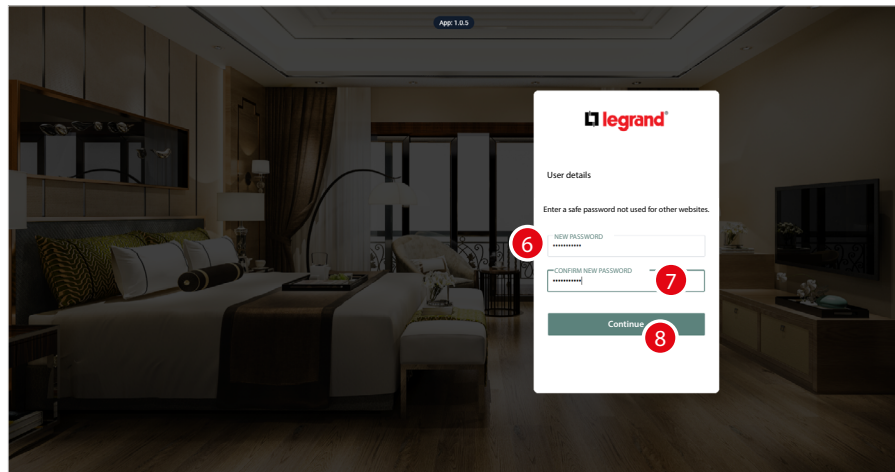 App: 1.0.5
legrand®
User details
Enter a safe password not used for other websites.
NEW PASSWORD
•••••••••••
6
CONFIRM NEW PASSWORD
•••••••••••
7
Continue
8